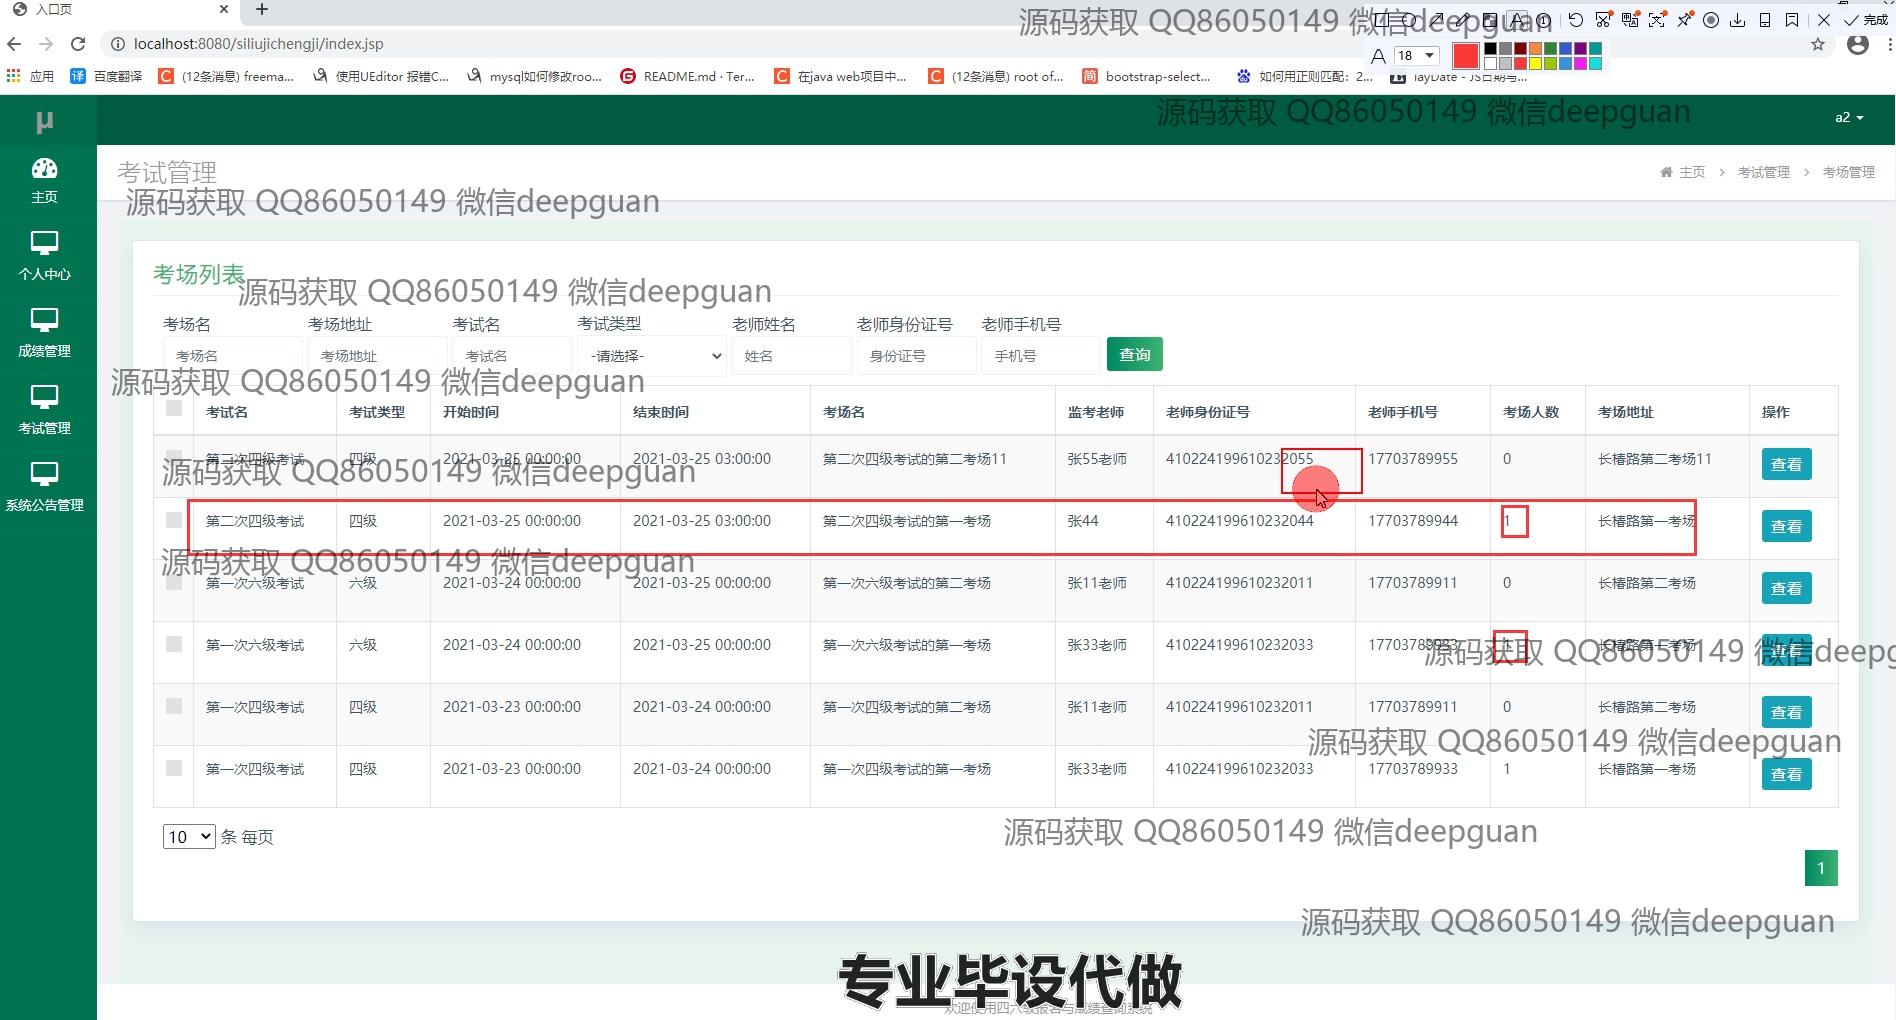 入口页
源码获取 QQ86050149 微信deepguan
完成
localhost:8080/siliujichengji/index.jsp
18
应用 百度翻译 (12条消息) freema... 使用UEditor 报错C... mysql如何修改roo... README.md · Ter... 在java web项目中... (12条消息) root of... bootstrap-select... 如何用正则匹配：2... layDate - JS日期与...
μ
源码获取 QQ86050149 微信deepguan
a2
主页
个人中心
成绩管理
考试管理
系统公告管理
考试管理
主页 > 考试管理 > 考场管理
源码获取 QQ86050149 微信deepguan
考场列表
源码获取 QQ86050149 微信deepguan
考场名 考场地址 考试名 考试类型 老师姓名 老师身份证号 老师手机号
考场名 考场地址 考试名 -请选择- 姓名 身份证号 手机号 查询
源码获取 QQ86050149 微信deepguan
考试名 考试类型 开始时间 结束时间 考场名 监考老师 老师身份证号 老师手机号 考场人数 考场地址 操作
第二次四级考试 四级 2021-03-25 00:00:00 2021-03-25 03:00:00 第二次四级考试的第二考场11 张55老师 410224199610232055 17703789955 0 长椿路第二考场11 查看
源码获取 QQ86050149 微信deepguan
第二次四级考试 四级 2021-03-25 00:00:00 2021-03-25 03:00:00 第二次四级考试的第一考场 张44 410224199610232044 17703789944 1 长椿路第一考场 查看
源码获取 QQ86050149 微信deepguan
第一次六级考试 六级 2021-03-24 00:00:00 2021-03-25 00:00:00 第一次六级考试的第二考场 张11老师 410224199610232011 17703789911 0 长椿路第二考场 查看
第一次六级考试 六级 2021-03-24 00:00:00 2021-03-25 00:00:00 第一次六级考试的第一考场 张33老师 410224199610232033 17703789933 1 长椿路第一考场 查看
源码获取 QQ86050149 微信deepg
第一次四级考试 四级 2021-03-23 00:00:00 2021-03-24 00:00:00 第一次四级考试的第二考场 张11老师 410224199610232011 17703789911 0 长椿路第二考场 查看
源码获取 QQ86050149 微信deepguan
第一次四级考试 四级 2021-03-23 00:00:00 2021-03-24 00:00:00 第一次四级考试的第一考场 张33老师 410224199610232033 17703789933 1 长椿路第一考场 查看
10 条 每页
源码获取 QQ86050149 微信deepguan
1
源码获取 QQ86050149 微信deepguan
专业毕设代做
欢迎使用四六级报名与成绩查询系统